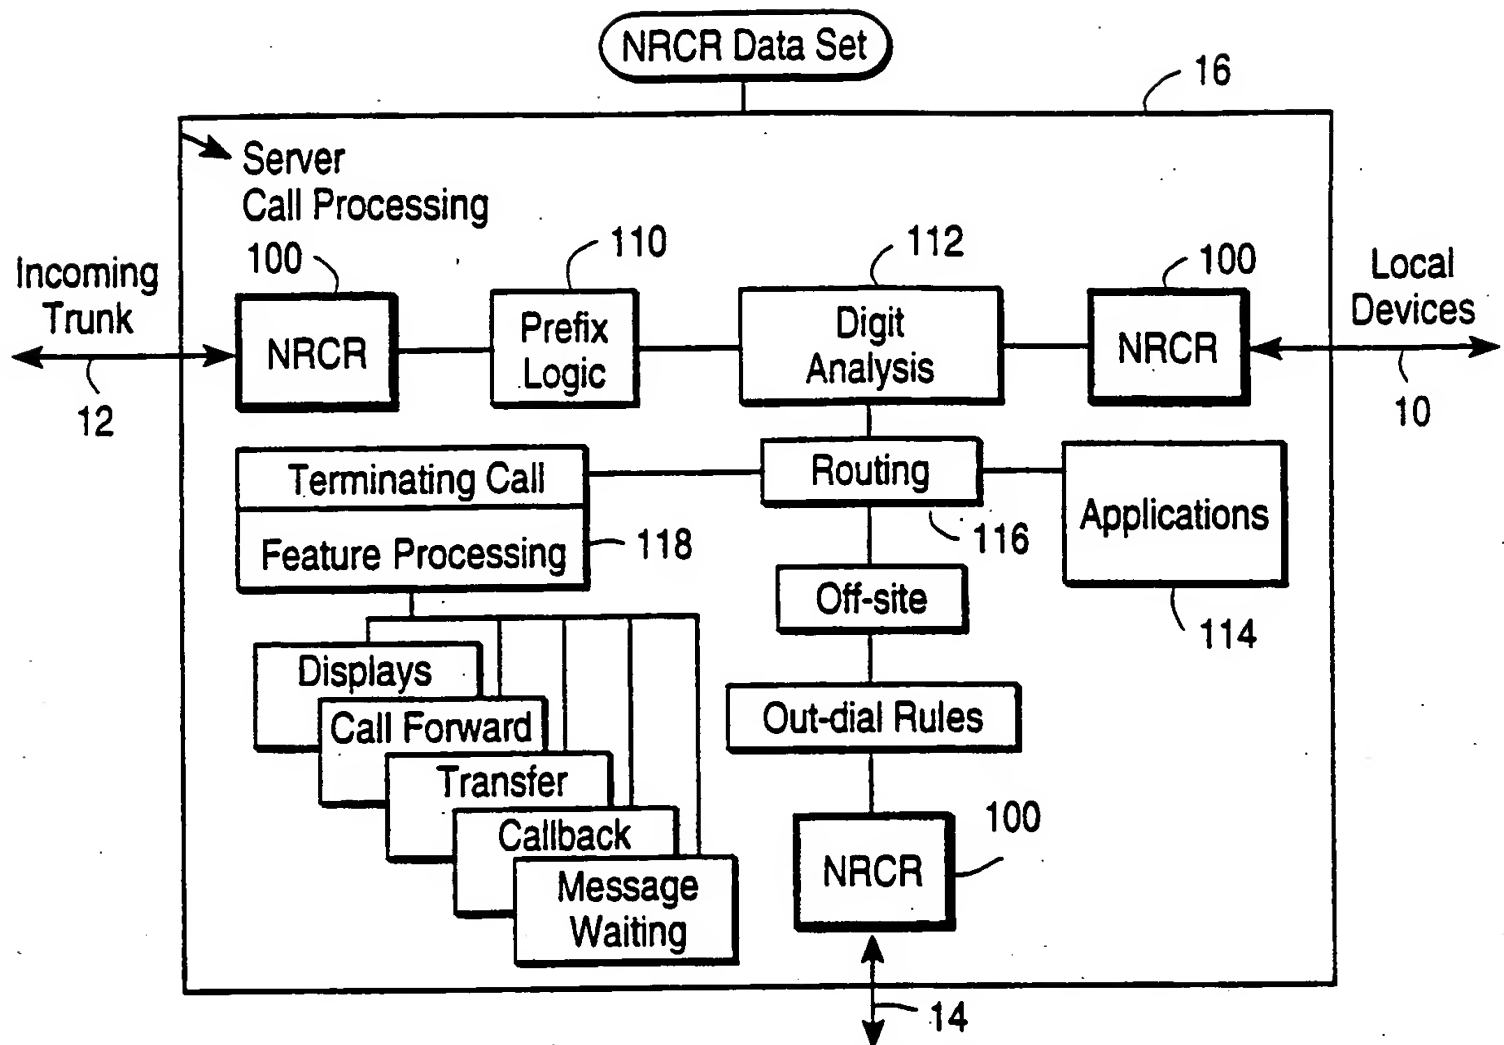 NRCR Data Set
16
Server
Call Processing
Incoming
Trunk
12
100
NRCR
110
Prefix
Logic
112
Digit
Analysis
100
NRCR
Local
Devices
10
Terminating Call
Feature Processing
118
Routing
116
Applications
114
Off-site
Out-dial Rules
100
NRCR
14
Displays
Call Forward
Transfer
Callback
Message
Waiting